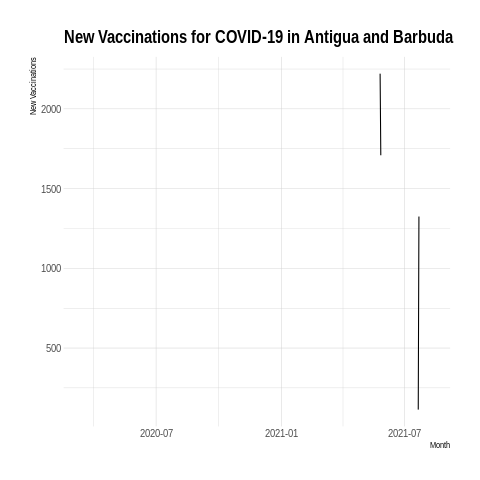 New Vaccinations for COVID-19 in Antigua and Barbuda
New Vaccinations
2000
1500
1000
500
2020-07
2021-01
2021-07
Month